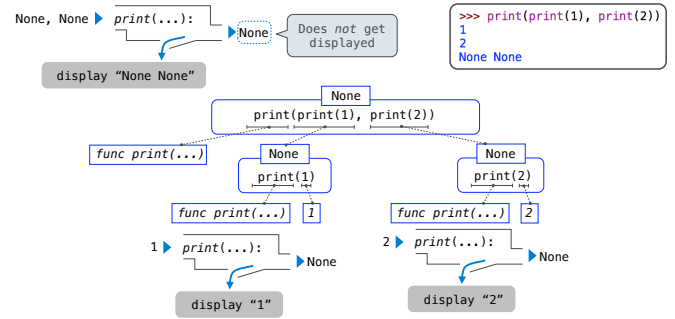 None, None
print(...):
None
Does not get
displayed
display “None None”
>>> print(print(1), print(2))
1
2
None None
None
print(print(1), print(2))
func print(...)
None
print(1)
func print(...)
1
None
print(2)
func print(...)
2
1
print(...):
None
display “1”
2
print(...):
None
display “2”